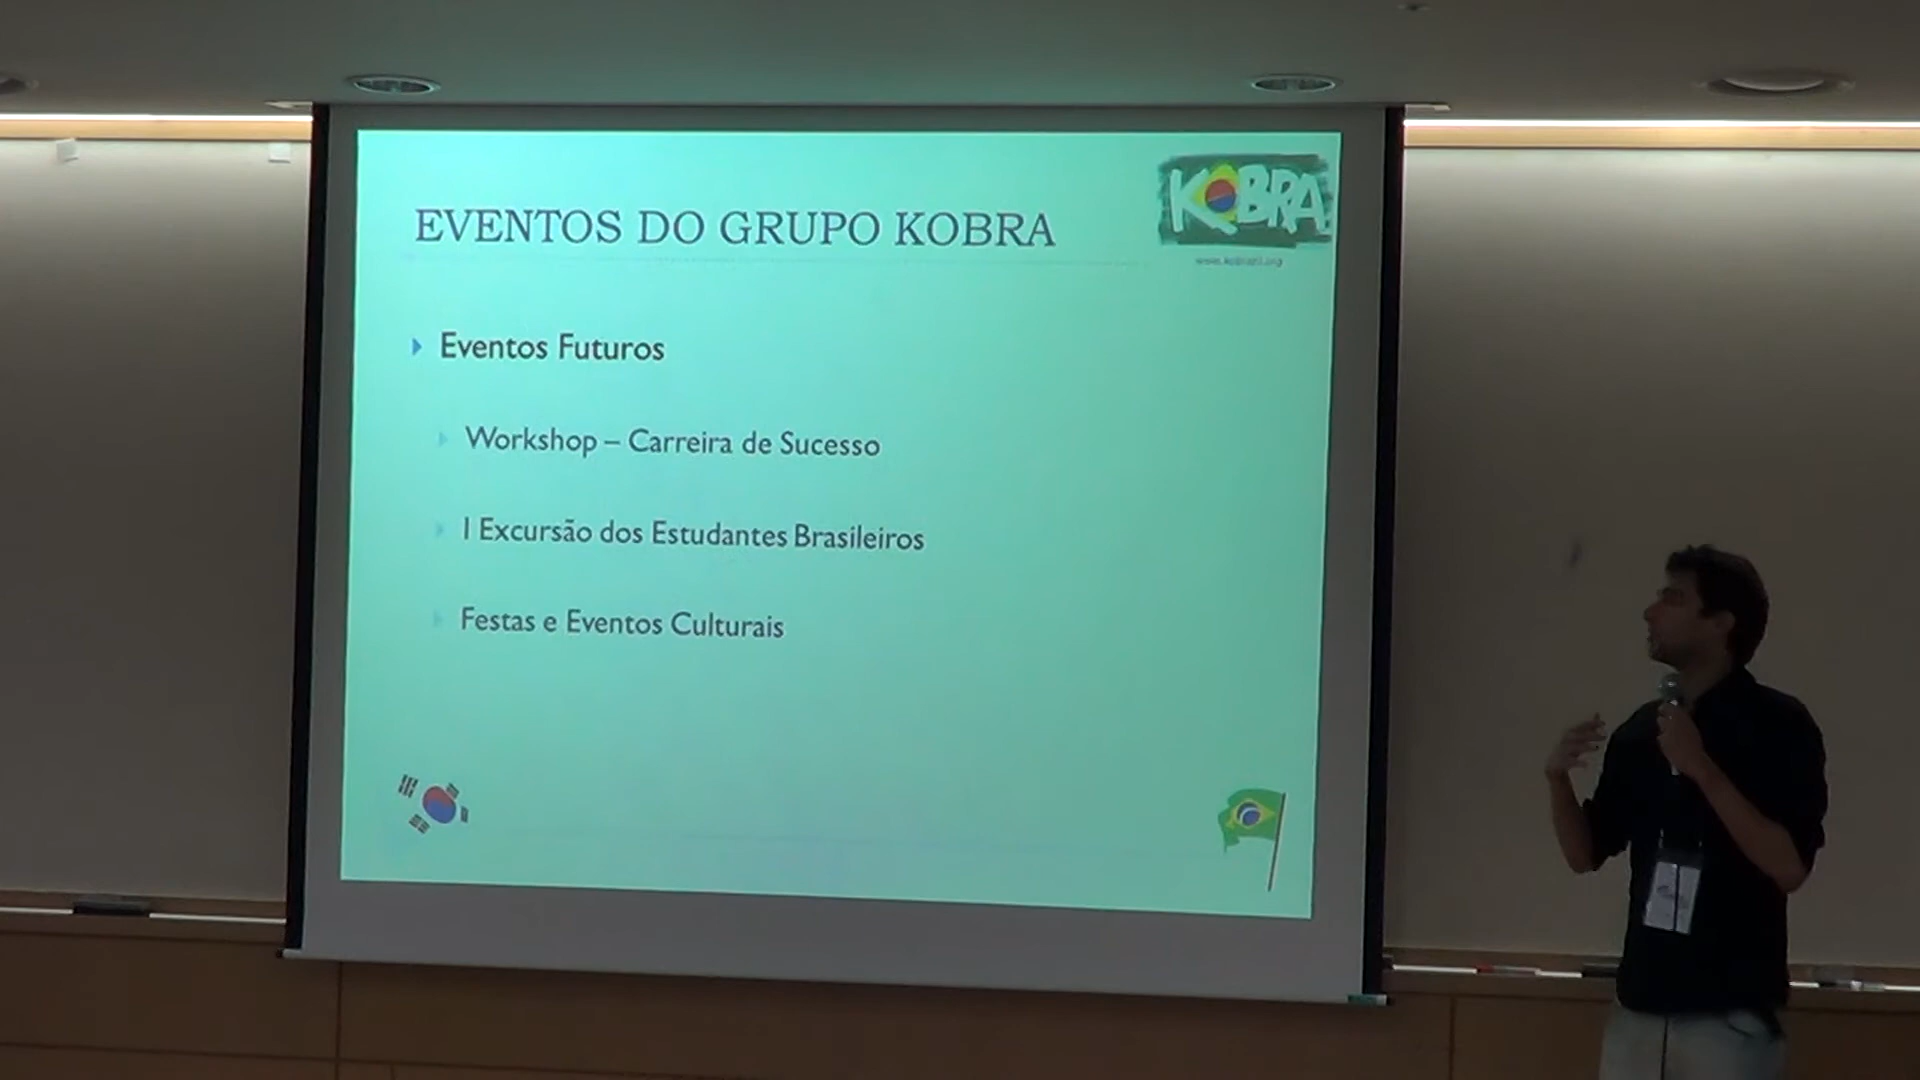 KOBRA
EVENTOS DO GRUPO KOBRA
Eventos Futuros
Workshop – Carreira de Sucesso
I Excursão dos Estudantes Brasileiros
Festas e Eventos Culturais